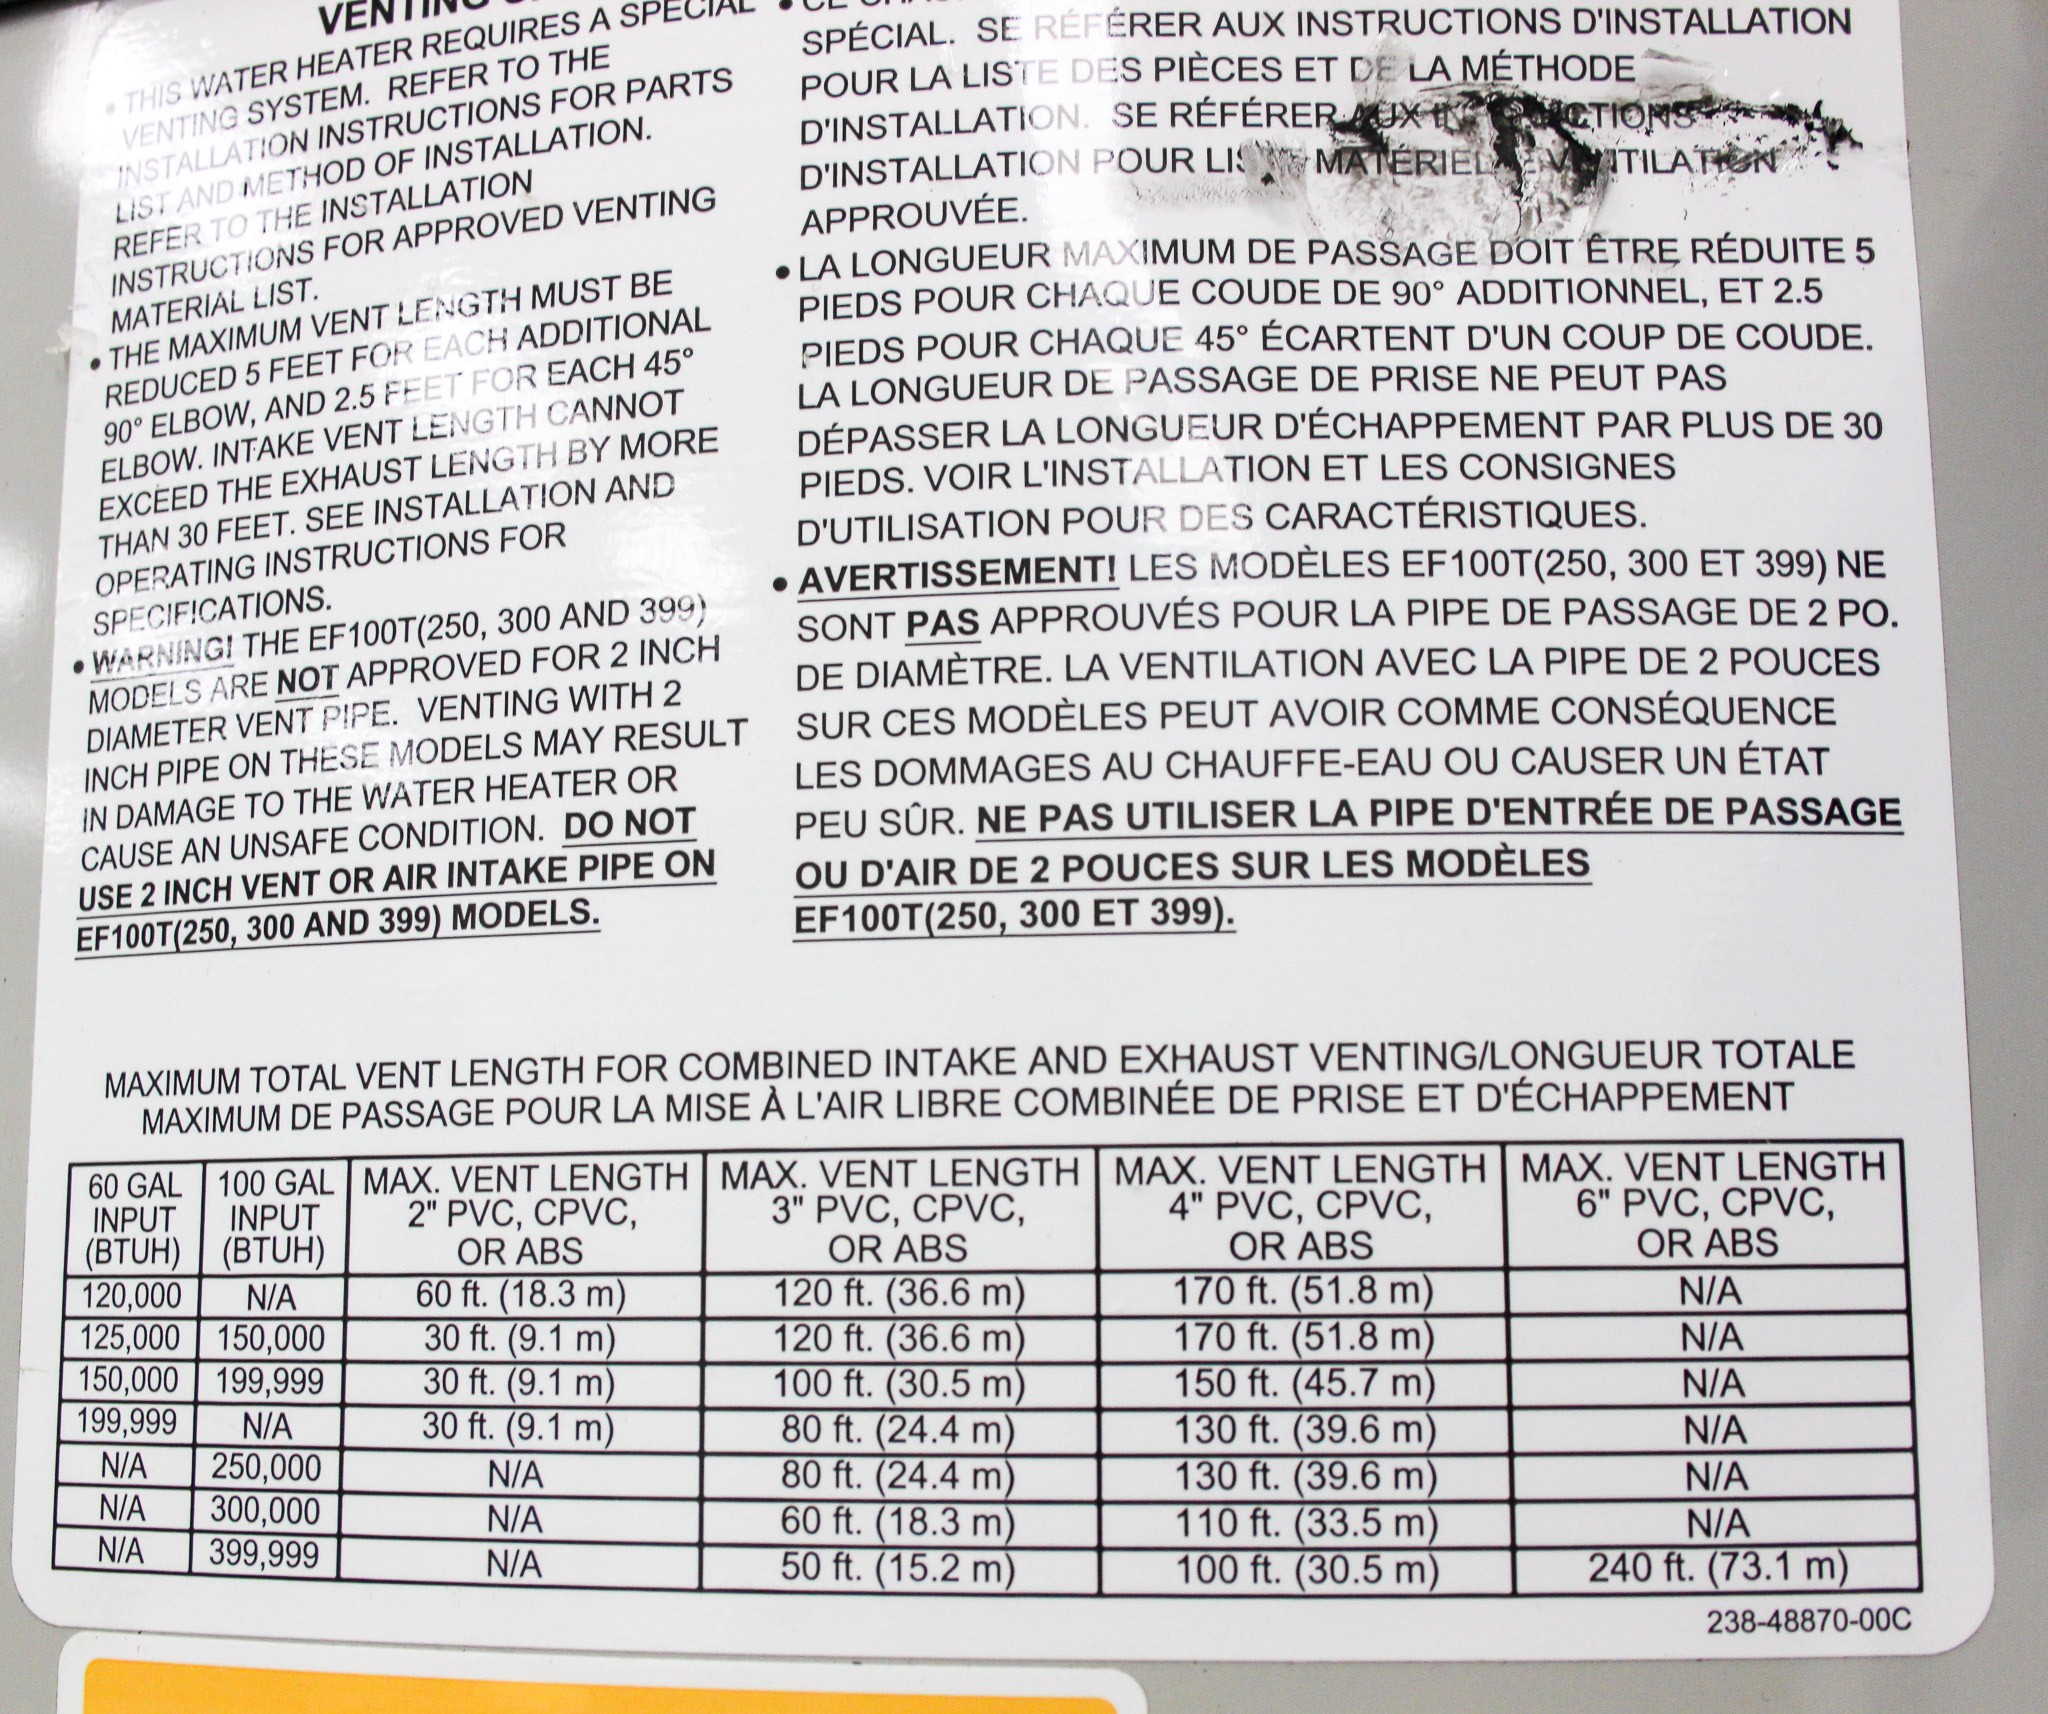 VENTING
• THIS WATER HEATER REQUIRES A SPECIAL
VENTING SYSTEM. REFER TO THE
INSTALLATION INSTRUCTIONS FOR PARTS
LIST AND METHOD OF INSTALLATION.
REFER TO THE INSTALLATION
INSTRUCTIONS FOR APPROVED VENTING
MATERIAL LIST.
• THE MAXIMUM VENT LENGTH MUST BE
REDUCED 5 FEET FOR EACH ADDITIONAL
90° ELBOW, AND 2.5 FEET FOR EACH 45°
ELBOW. INTAKE VENT LENGTH CANNOT
EXCEED THE EXHAUST LENGTH BY MORE
THAN 30 FEET. SEE INSTALLATION AND
OPERATING INSTRUCTIONS FOR
SPECIFICATIONS.
• WARNING! THE EF100T(250, 300 AND 399)
MODELS ARE NOT APPROVED FOR 2 INCH
DIAMETER VENT PIPE. VENTING WITH 2
INCH PIPE ON THESE MODELS MAY RESULT
IN DAMAGE TO THE WATER HEATER OR
CAUSE AN UNSAFE CONDITION. DO NOT
USE 2 INCH VENT OR AIR INTAKE PIPE ON
EF100T(250, 300 AND 399) MODELS.
• CE
SPÉCIAL. SE RÉFÉRER AUX INSTRUCTIONS D'INSTALLATION
POUR LA LISTE DES PIÈCES ET DE LA MÉTHODE
D'INSTALLATION. SE RÉFÉRER AUX
D'INSTALLATION POUR MATÉRIEL
APPROUVÉE.
• LA LONGUEUR MAXIMUM DE PASSAGE DOIT ÊTRE RÉDUITE 5
PIEDS POUR CHAQUE COUDE DE 90° ADDITIONNEL, ET 2.5
PIEDS POUR CHAQUE 45° ÉCARTENT D'UN COUP DE COUDE.
LA LONGUEUR DE PASSAGE DE PRISE NE PEUT PAS
DÉPASSER LA LONGUEUR D'ÉCHAPPEMENT PAR PLUS DE 30
PIEDS. VOIR L'INSTALLATION ET LES CONSIGNES
D'UTILISATION POUR DES CARACTÉRISTIQUES.
• AVERTISSEMENT! LES MODÈLES EF100T(250, 300 ET 399) NE
SONT PAS APPROUVÉS POUR LA PIPE DE PASSAGE DE 2 PO.
DE DIAMÈTRE. LA VENTILATION AVEC LA PIPE DE 2 POUCES
SUR CES MODÈLES PEUT AVOIR COMME CONSÉQUENCE
LES DOMMAGES AU CHAUFFE-EAU OU CAUSER UN ÉTAT
PEU SÛR. NE PAS UTILISER LA PIPE D'ENTRÉE DE PASSAGE
OU D'AIR DE 2 POUCES SUR LES MODÈLES
EF100T(250, 300 ET 399).
MAXIMUM TOTAL VENT LENGTH FOR COMBINED INTAKE AND EXHAUST VENTING/LONGUEUR TOTALE
MAXIMUM DE PASSAGE POUR LA MISE À L'AIR LIBRE COMBINÉE DE PRISE ET D'ÉCHAPPEMENT
60 GAL 100 GAL MAX. VENT LENGTH MAX. VENT LENGTH MAX. VENT LENGTH MAX. VENT LENGTH
INPUT INPUT 2" PVC, CPVC, 3" PVC, CPVC, 4" PVC, CPVC, 6" PVC, CPVC,
(BTUH) (BTUH) OR ABS OR ABS OR ABS OR ABS
120,000 N/A 60 ft. (18.3 m) 120 ft. (36.6 m) 170 ft. (51.8 m) N/A
125,000 150,000 30 ft. (9.1 m) 120 ft. (36.6 m) 170 ft. (51.8 m) N/A
150,000 199,999 30 ft. (9.1 m) 100 ft. (30.5 m) 150 ft. (45.7 m) N/A
199,999 N/A 30 ft. (9.1 m) 80 ft. (24.4 m) 130 ft. (39.6 m) N/A
N/A 250,000 N/A 80 ft. (24.4 m) 130 ft. (39.6 m) N/A
N/A 300,000 N/A 60 ft. (18.3 m) 110 ft. (33.5 m) N/A
N/A 399,999 N/A 50 ft. (15.2 m) 100 ft. (30.5 m) 240 ft. (73.1 m)
238-48870-00C